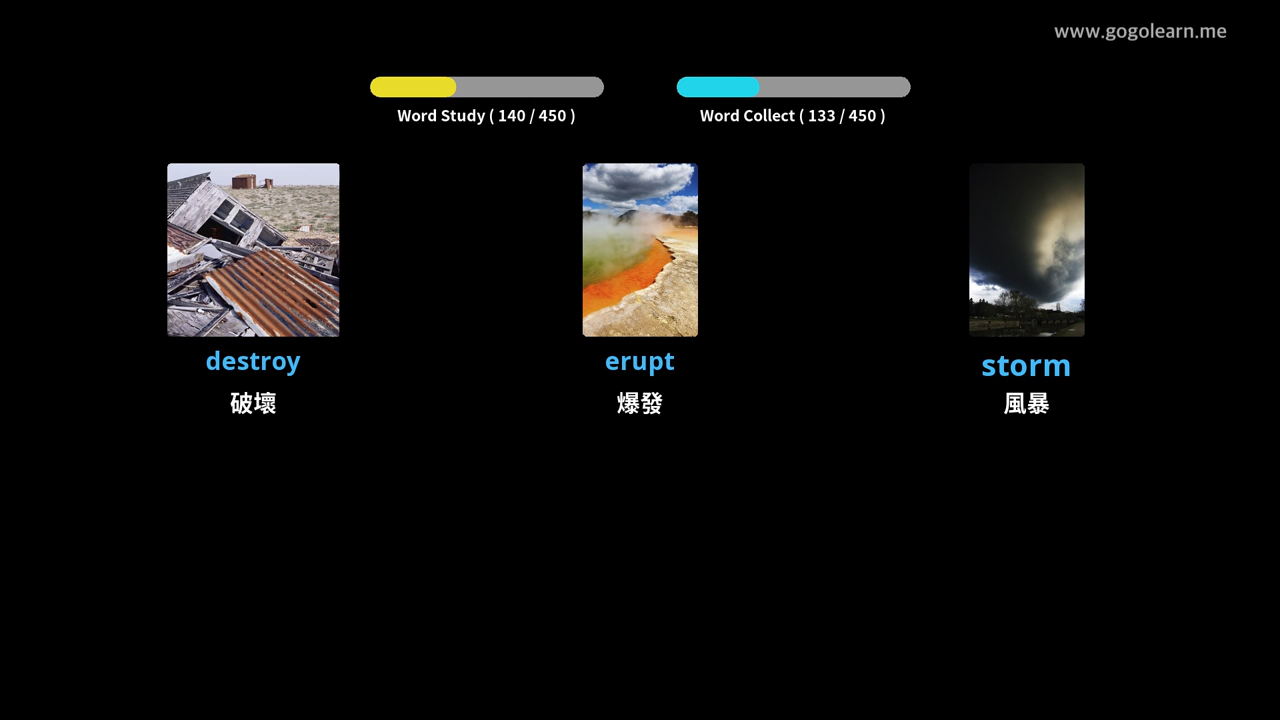 www.gogolearn.me
Word Study ( 140 / 450 )
Word Collect ( 133 / 450 )
destroy
破壞
erupt
爆發
storm
風暴